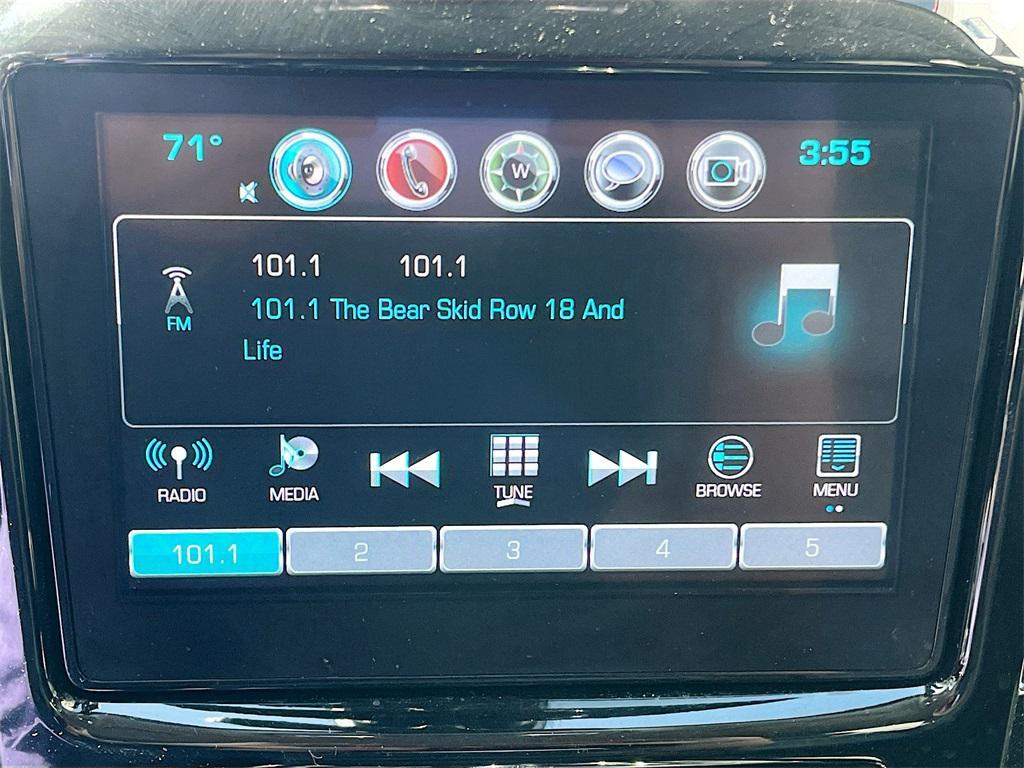 71° W 3:55
101.1 101.1
FM 101.1 The Bear Skid Row 18 And
Life
RADIO MEDIA TUNE BROWSE MENU
101.1 2 3 4 5